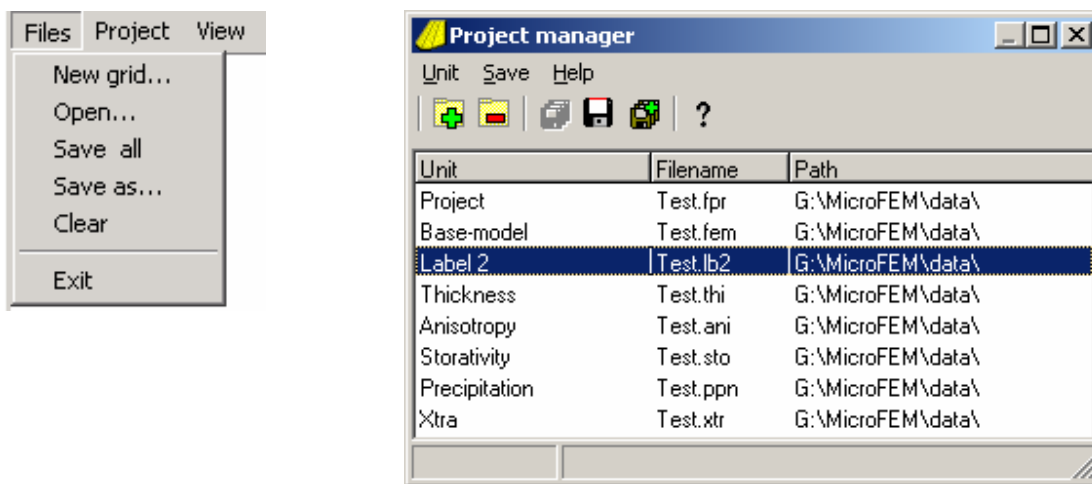 Files Project View
New grid...
Open...
Save all
Save as...
Clear
Exit
Project manager
Unit Save Help
?
Unit Filename Path
Project Test.fpr G:\MicroFEM\data\
Base-model Test.fem G:\MicroFEM\data\
Label 2 Test.lb2 G:\MicroFEM\data\
Thickness Test.thi G:\MicroFEM\data\
Anisotropy Test.ani G:\MicroFEM\data\
Storativity Test.sto G:\MicroFEM\data\
Precipitation Test.ppn G:\MicroFEM\data\
Xtra Test.xtr G:\MicroFEM\data\